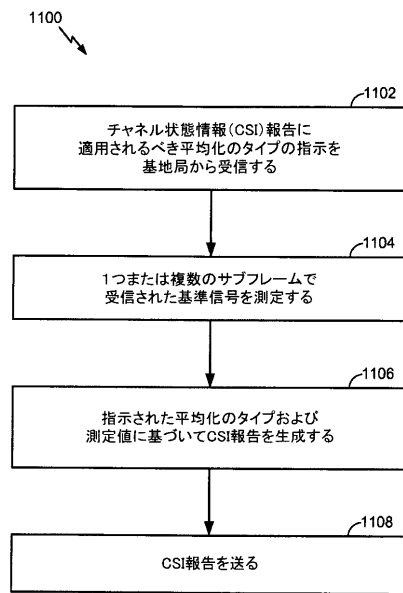 1100
1102
チャネル状態情報(CSI)報告に
適用されるべき平均化のタイプの指示を
基地局から受信する
1104
1つまたは複数のサブフレームで
受信された基準信号を測定する
1106
指示された平均化のタイプおよび
測定値に基づいてCSI報告を生成する
1108
CSI報告を送る